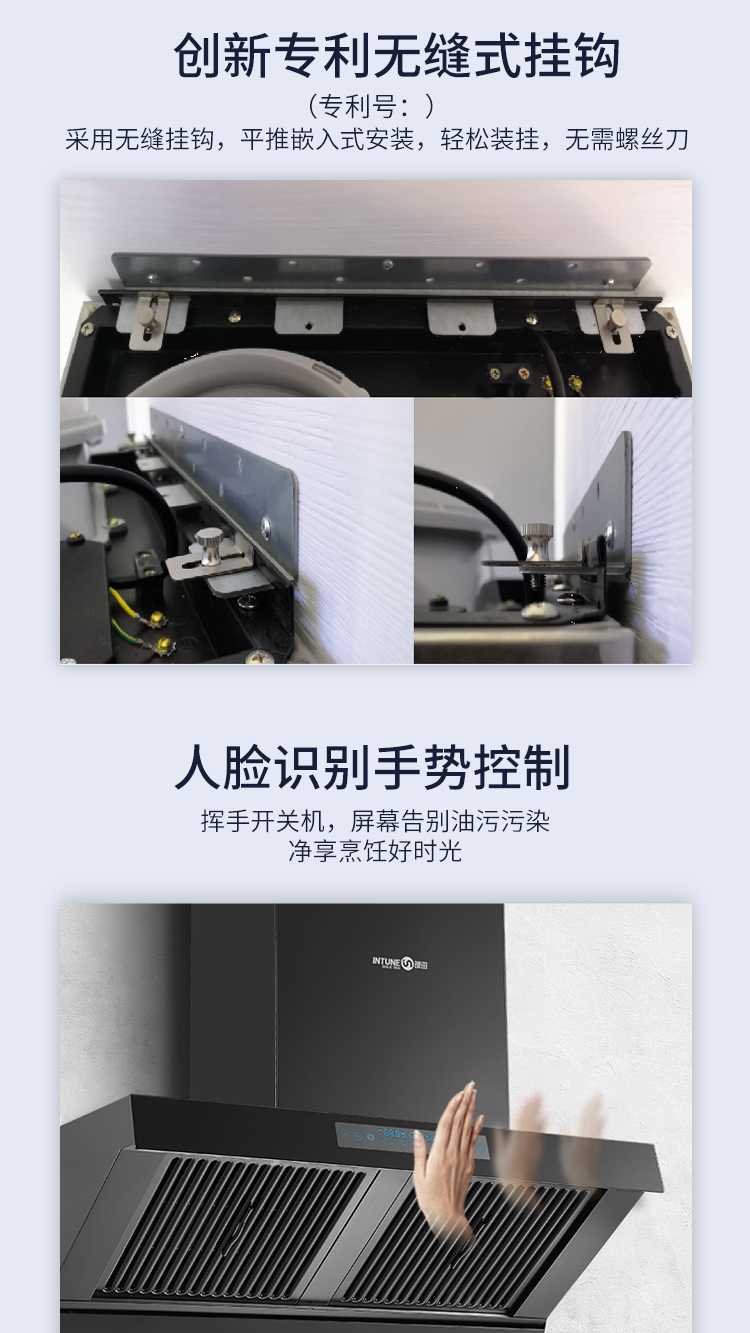 创新专利无缝式挂钩
（专利号：）
采用无缝挂钩，平推嵌入式安装，轻松装挂，无需螺丝刀
人脸识别手势控制
挥手开关机，屏幕告别油污污染
净享烹饪好时光
INTUNE